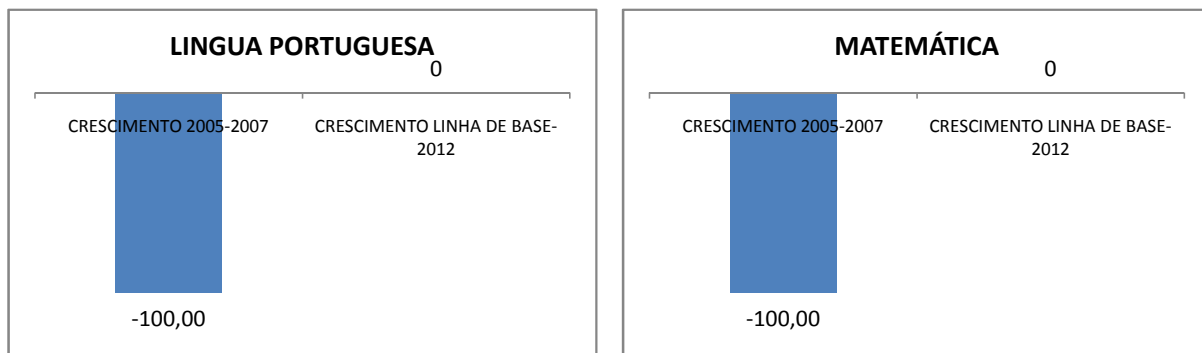 LINGUA PORTUGUESA
0
CRESCIMENTO 2005-2007
CRESCIMENTO LINHA DE BASE-
2012
-100,00
MATEMÁTICA
0
CRESCIMENTO 2005-2007
CRESCIMENTO LINHA DE BASE-
2012
-100,00